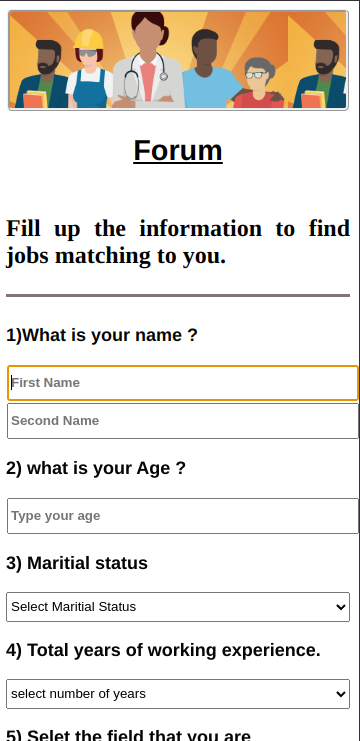 Forum
Fill up the information to find
jobs matching to you.
1)What is your name ?
First Name
Second Name
2) what is your Age ?
Type your age
3) Maritial status
Select Maritial Status
4) Total years of working experience.
select number of years
5) Selet the field that you are